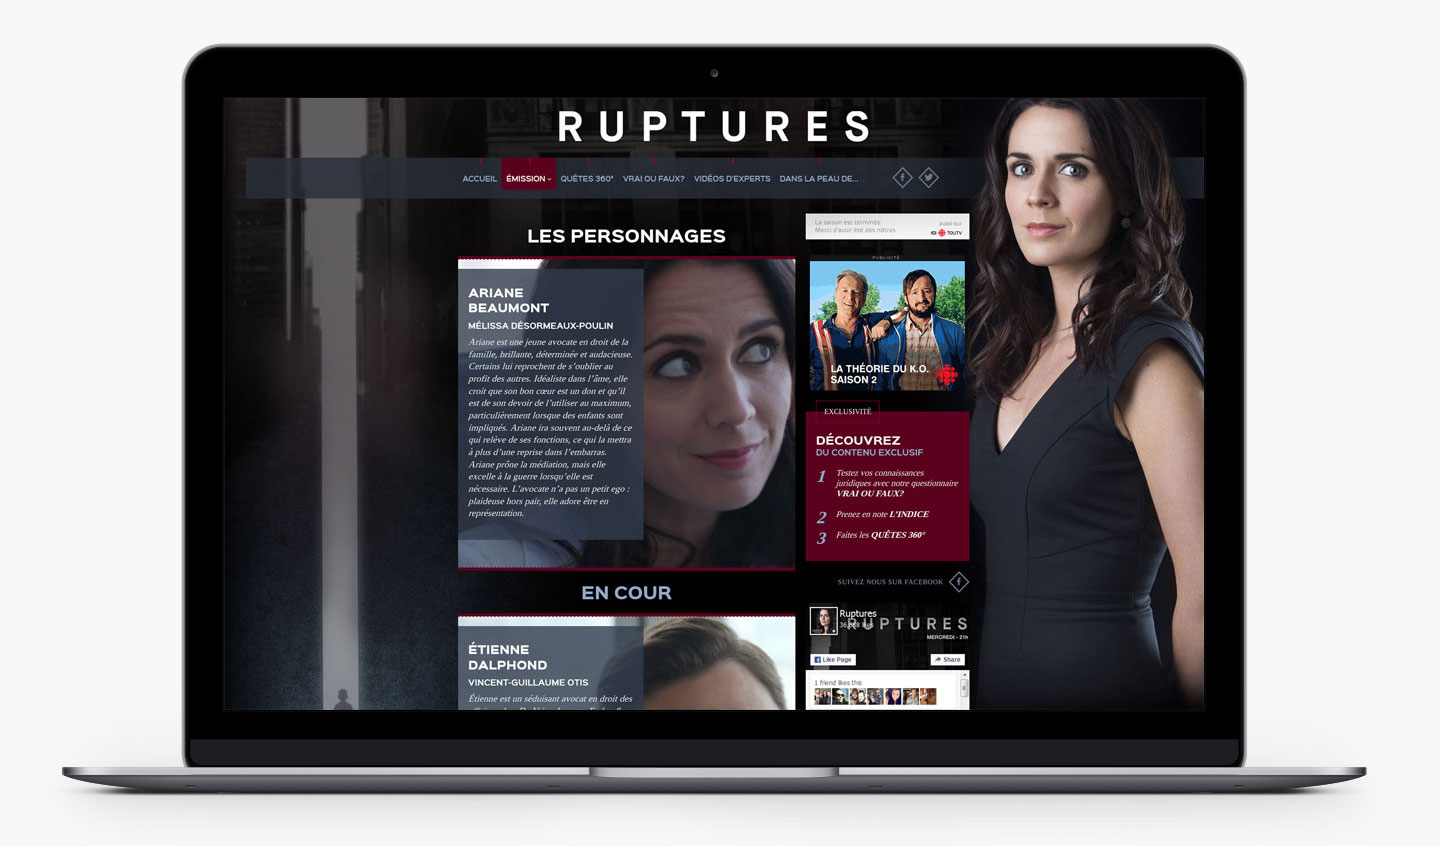 RUPTURES
ACCUEIL ÉMISSION QUÊTES 360° VRAI OU FAUX? VIDÉOS D'EXPERTS DANS LA PEAU DE...
LES PERSONNAGES
ARIANE
BEAUMONT
MÉLISSA DÉSORMEAUX-POULIN
Ariane est une jeune avocate en droit de la
famille, brillante, déterminée et audacieuse.
Certains lui reprochent de s'oublier au
profit des autres. Idéaliste dans l'âme, elle
croit que son bon cœur est un don et qu'il
est de son devoir de l'utiliser au maximum,
particulièrement lorsque des enfants sont
impliqués. Ariane ira souvent au-delà de ce
qui relève de ses fonctions, ce qui la mettra
à plus d'une reprise dans l'embarras.
Ariane prône la médiation, mais elle
excelle à la guerre lorsqu'elle est
nécessaire. L'avocate n'a pas un petit ego :
plaideuse hors pair, elle adore être en
représentation.
EN COUR
ÉTIENNE
DALPHOND
VINCENT-GUILLAUME OTIS
Étienne est un séduisant avocat en droit des
La saison est terminée
Merci d'avoir été des nôtres
aussi sur
ICI TOU.TV
PUBLICITÉ
LA THÉORIE DU K.O.
SAISON 2
EXCLUSIVITÉ
DÉCOUVREZ
DU CONTENU EXCLUSIF
1 Testez vos connaissances
juridiques avec notre questionnaire
VRAI OU FAUX?
2 Prenez en note L'INDICE
3 Faites les QUÊTES 360°
SUIVEZ NOUS SUR FACEBOOK
Ruptures
RUPTURES
MERCREDI - 21h
Like Page
Share
1 friend likes this